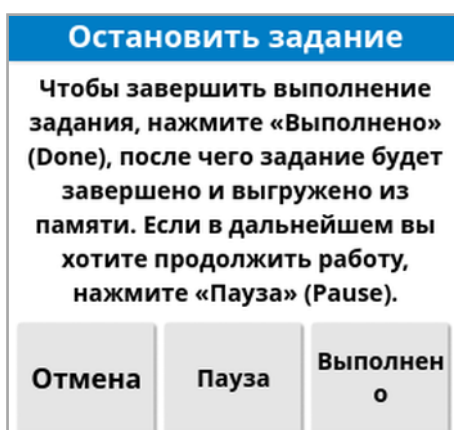 Остановить задание
Чтобы завершить выполнение
задания, нажмите «Выполнено»
(Done), после чего задание будет
завершено и выгружено из
памяти. Если в дальнейшем вы
хотите продолжить работу,
нажмите «Пауза» (Pause).
Отмена
Пауза
Выполнен
о